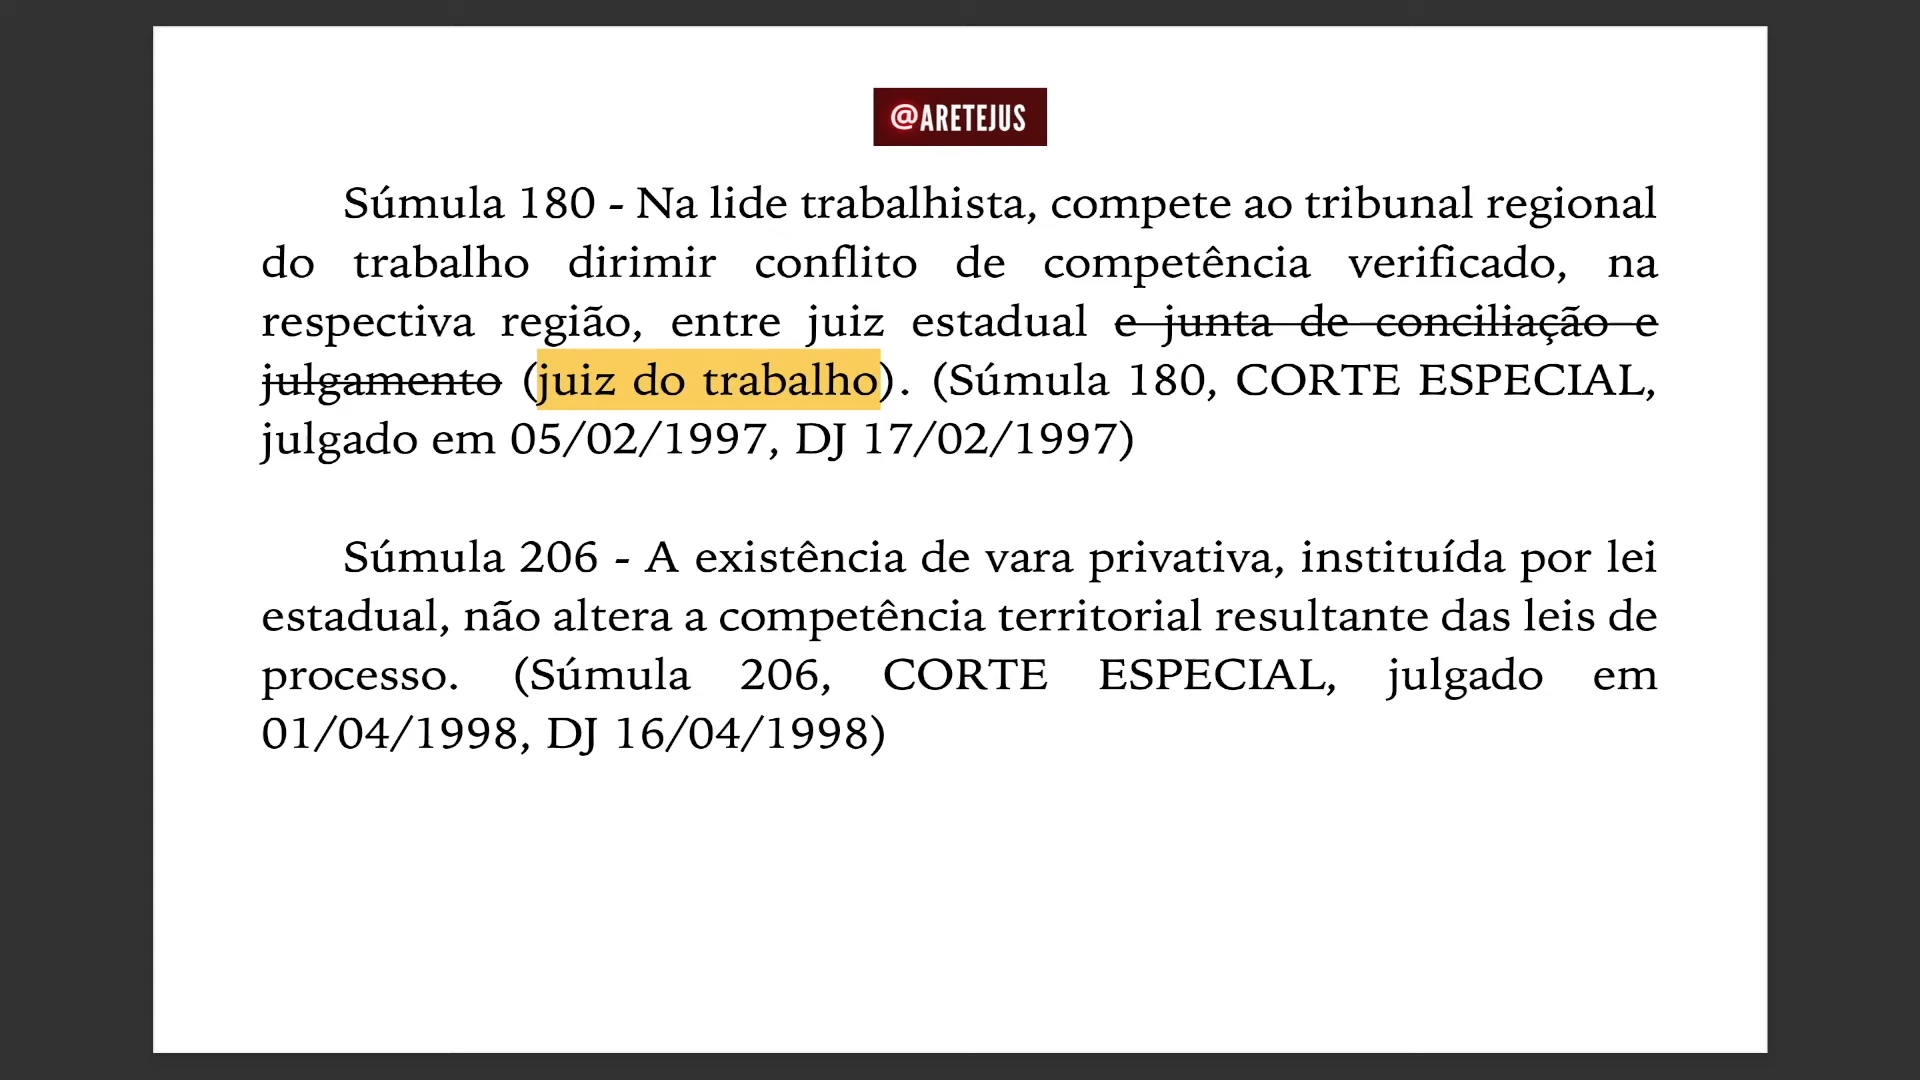 @ARETEJUS
Súmula 180 - Na lide trabalhista, compete ao tribunal regional
do trabalho dirimir conflito de competência verificado, na
respectiva região, entre juiz estadual e junta de conciliação e
julgamento (juiz do trabalho). (Súmula 180, CORTE ESPECIAL,
julgado em 05/02/1997, DJ 17/02/1997)
Súmula 206 - A existência de vara privativa, instituída por lei
estadual, não altera a competência territorial resultante das leis de
processo. (Súmula 206, CORTE ESPECIAL, julgado em
01/04/1998, DJ 16/04/1998)